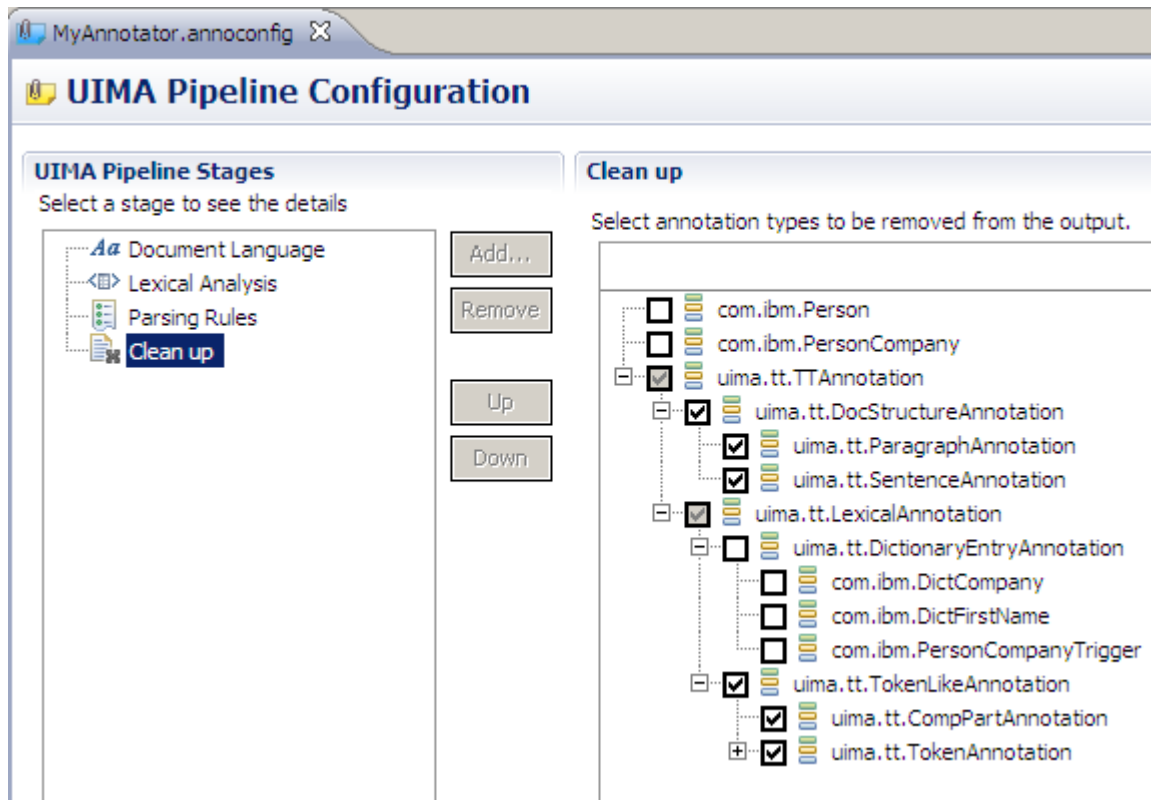 MyAnnotator.annoconfig
UIMA Pipeline Configuration
UIMA Pipeline Stages
Select a stage to see the details
Aa Document Language
Lexical Analysis
Parsing Rules
Clean up
Add...
Remove
Up
Down
Clean up
Select annotation types to be removed from the output.
com.ibm.Person
com.ibm.PersonCompany
uima.tt.TTAnnotation
uima.tt.DocStructureAnnotation
uima.tt.ParagraphAnnotation
uima.tt.SentenceAnnotation
uima.tt.LexicalAnnotation
uima.tt.DictionaryEntryAnnotation
com.ibm.DictCompany
com.ibm.DictFirstName
com.ibm.PersonCompanyTrigger
uima.tt.TokenLikeAnnotation
uima.tt.CompPartAnnotation
uima.tt.TokenAnnotation